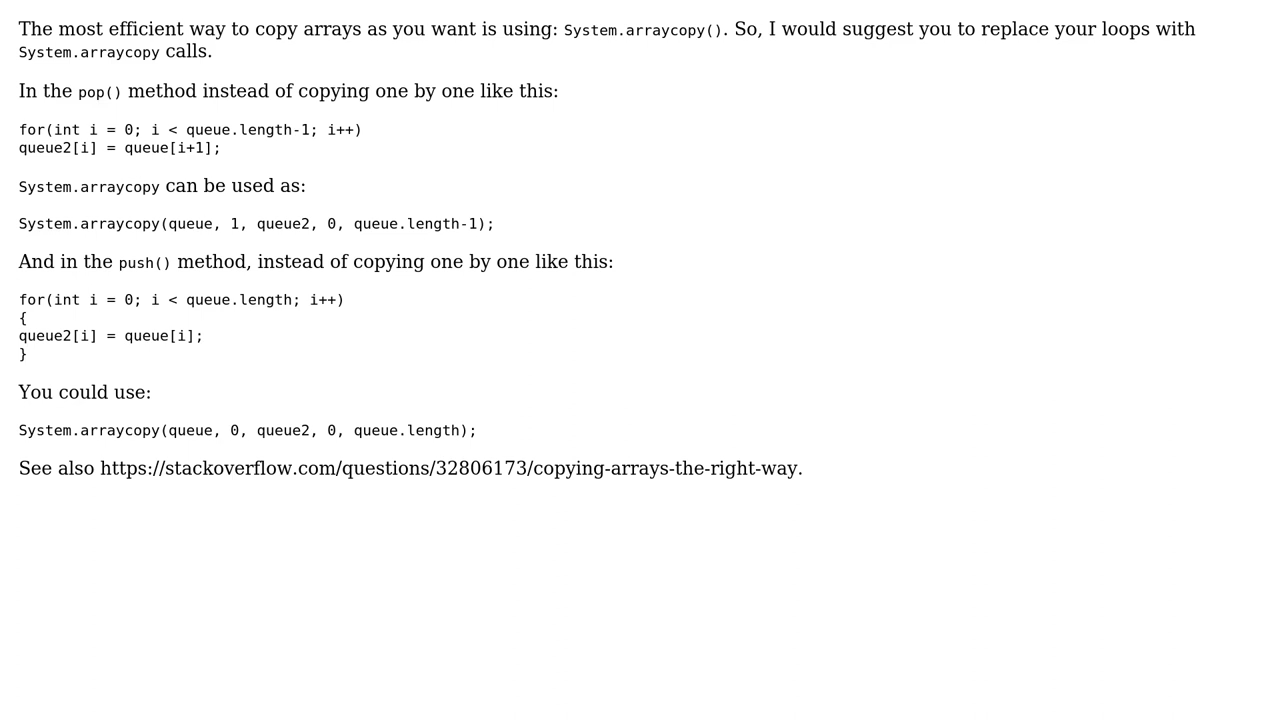 The most efficient way to copy arrays as you want is using: System.arraycopy(). So, I would suggest you to replace your loops with
System.arraycopy calls.
In the pop() method instead of copying one by one like this:
for(int i = 0; i < queue.length-1; i++)
queue2[i] = queue[i+1];
System.arraycopy can be used as:
System.arraycopy(queue, 1, queue2, 0, queue.length-1);
And in the push() method, instead of copying one by one like this:
for(int i = 0; i < queue.length; i++)
{
queue2[i] = queue[i];
}
You could use:
System.arraycopy(queue, 0, queue2, 0, queue.length);
See also https://stackoverflow.com/questions/32806173/copying-arrays-the-right-way.